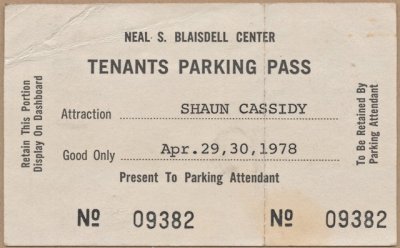 NEAL S. BLAISDELL CENTER
TENANTS PARKING PASS
Retain This Portion
Display On Dashboard
Attraction SHAUN CASSIDY
Good Only Apr.29,30,1978
To Be Retained By
Parking Attendant
Present To Parking Attendant
Nº 09382 Nº 09382